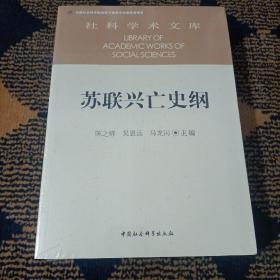 社科学术文库
LIBRARY OF
ACADEMIC WORKS OF
SOCIAL SCIENCES
苏联兴亡史纲
陈之骅 吴恩远 马龙闪 主编
中国社会科学出版社